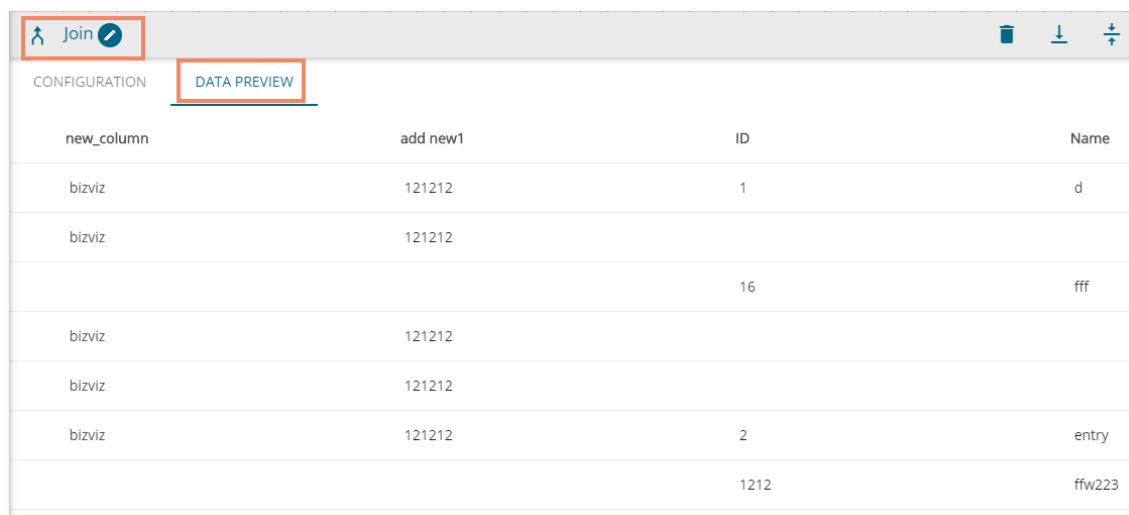 Join
CONFIGURATION DATA PREVIEW
new_column add new1 ID Name
bizviz 121212 1 d
bizviz 121212
16 fff
bizviz 121212
bizviz 121212
bizviz 121212 2 entry
1212 ffw223